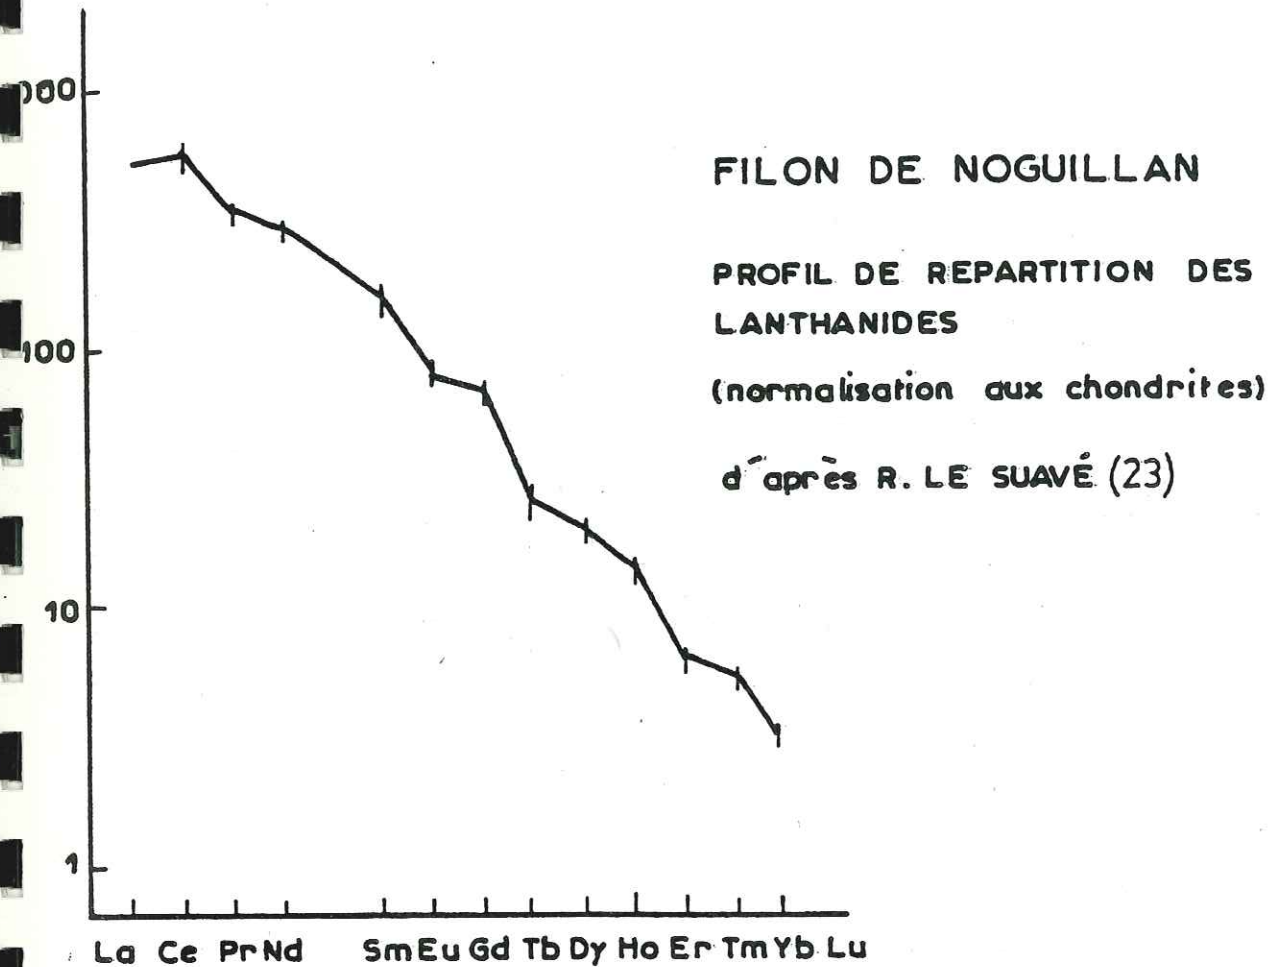 000
FILON DE NOGUILLAN
PROFIL DE REPARTITION DES
LANTHANIDES
100
(normalisation aux chondrites)
d'après R. LE SUAVÉ (23)
10
1
La Ce Pr Nd Sm Eu Gd Tb Dy Ho Er Tm Yb Lu